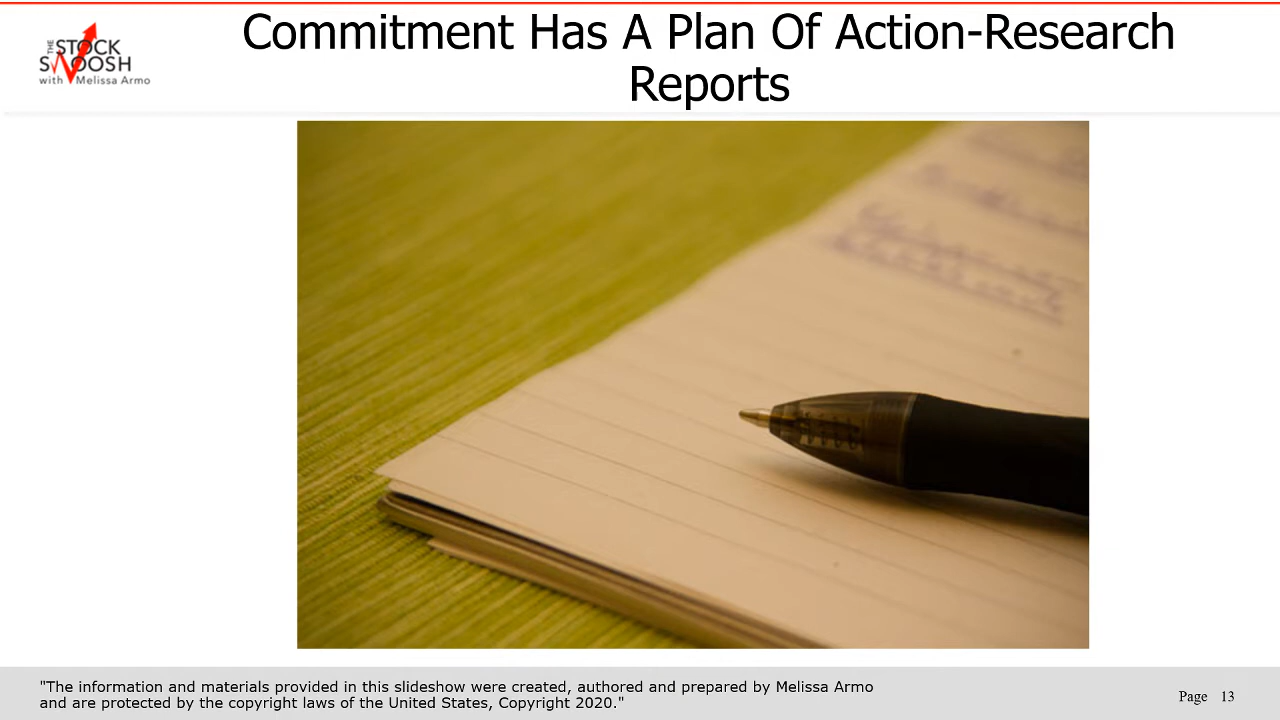 THE
STOCK
SWOOSH
with Melissa Armo
Commitment Has A Plan Of Action-Research
Reports
"The information and materials provided in this slideshow were created, authored and prepared by Melissa Armo
and are protected by the copyright laws of the United States, Copyright 2020."
Page 13